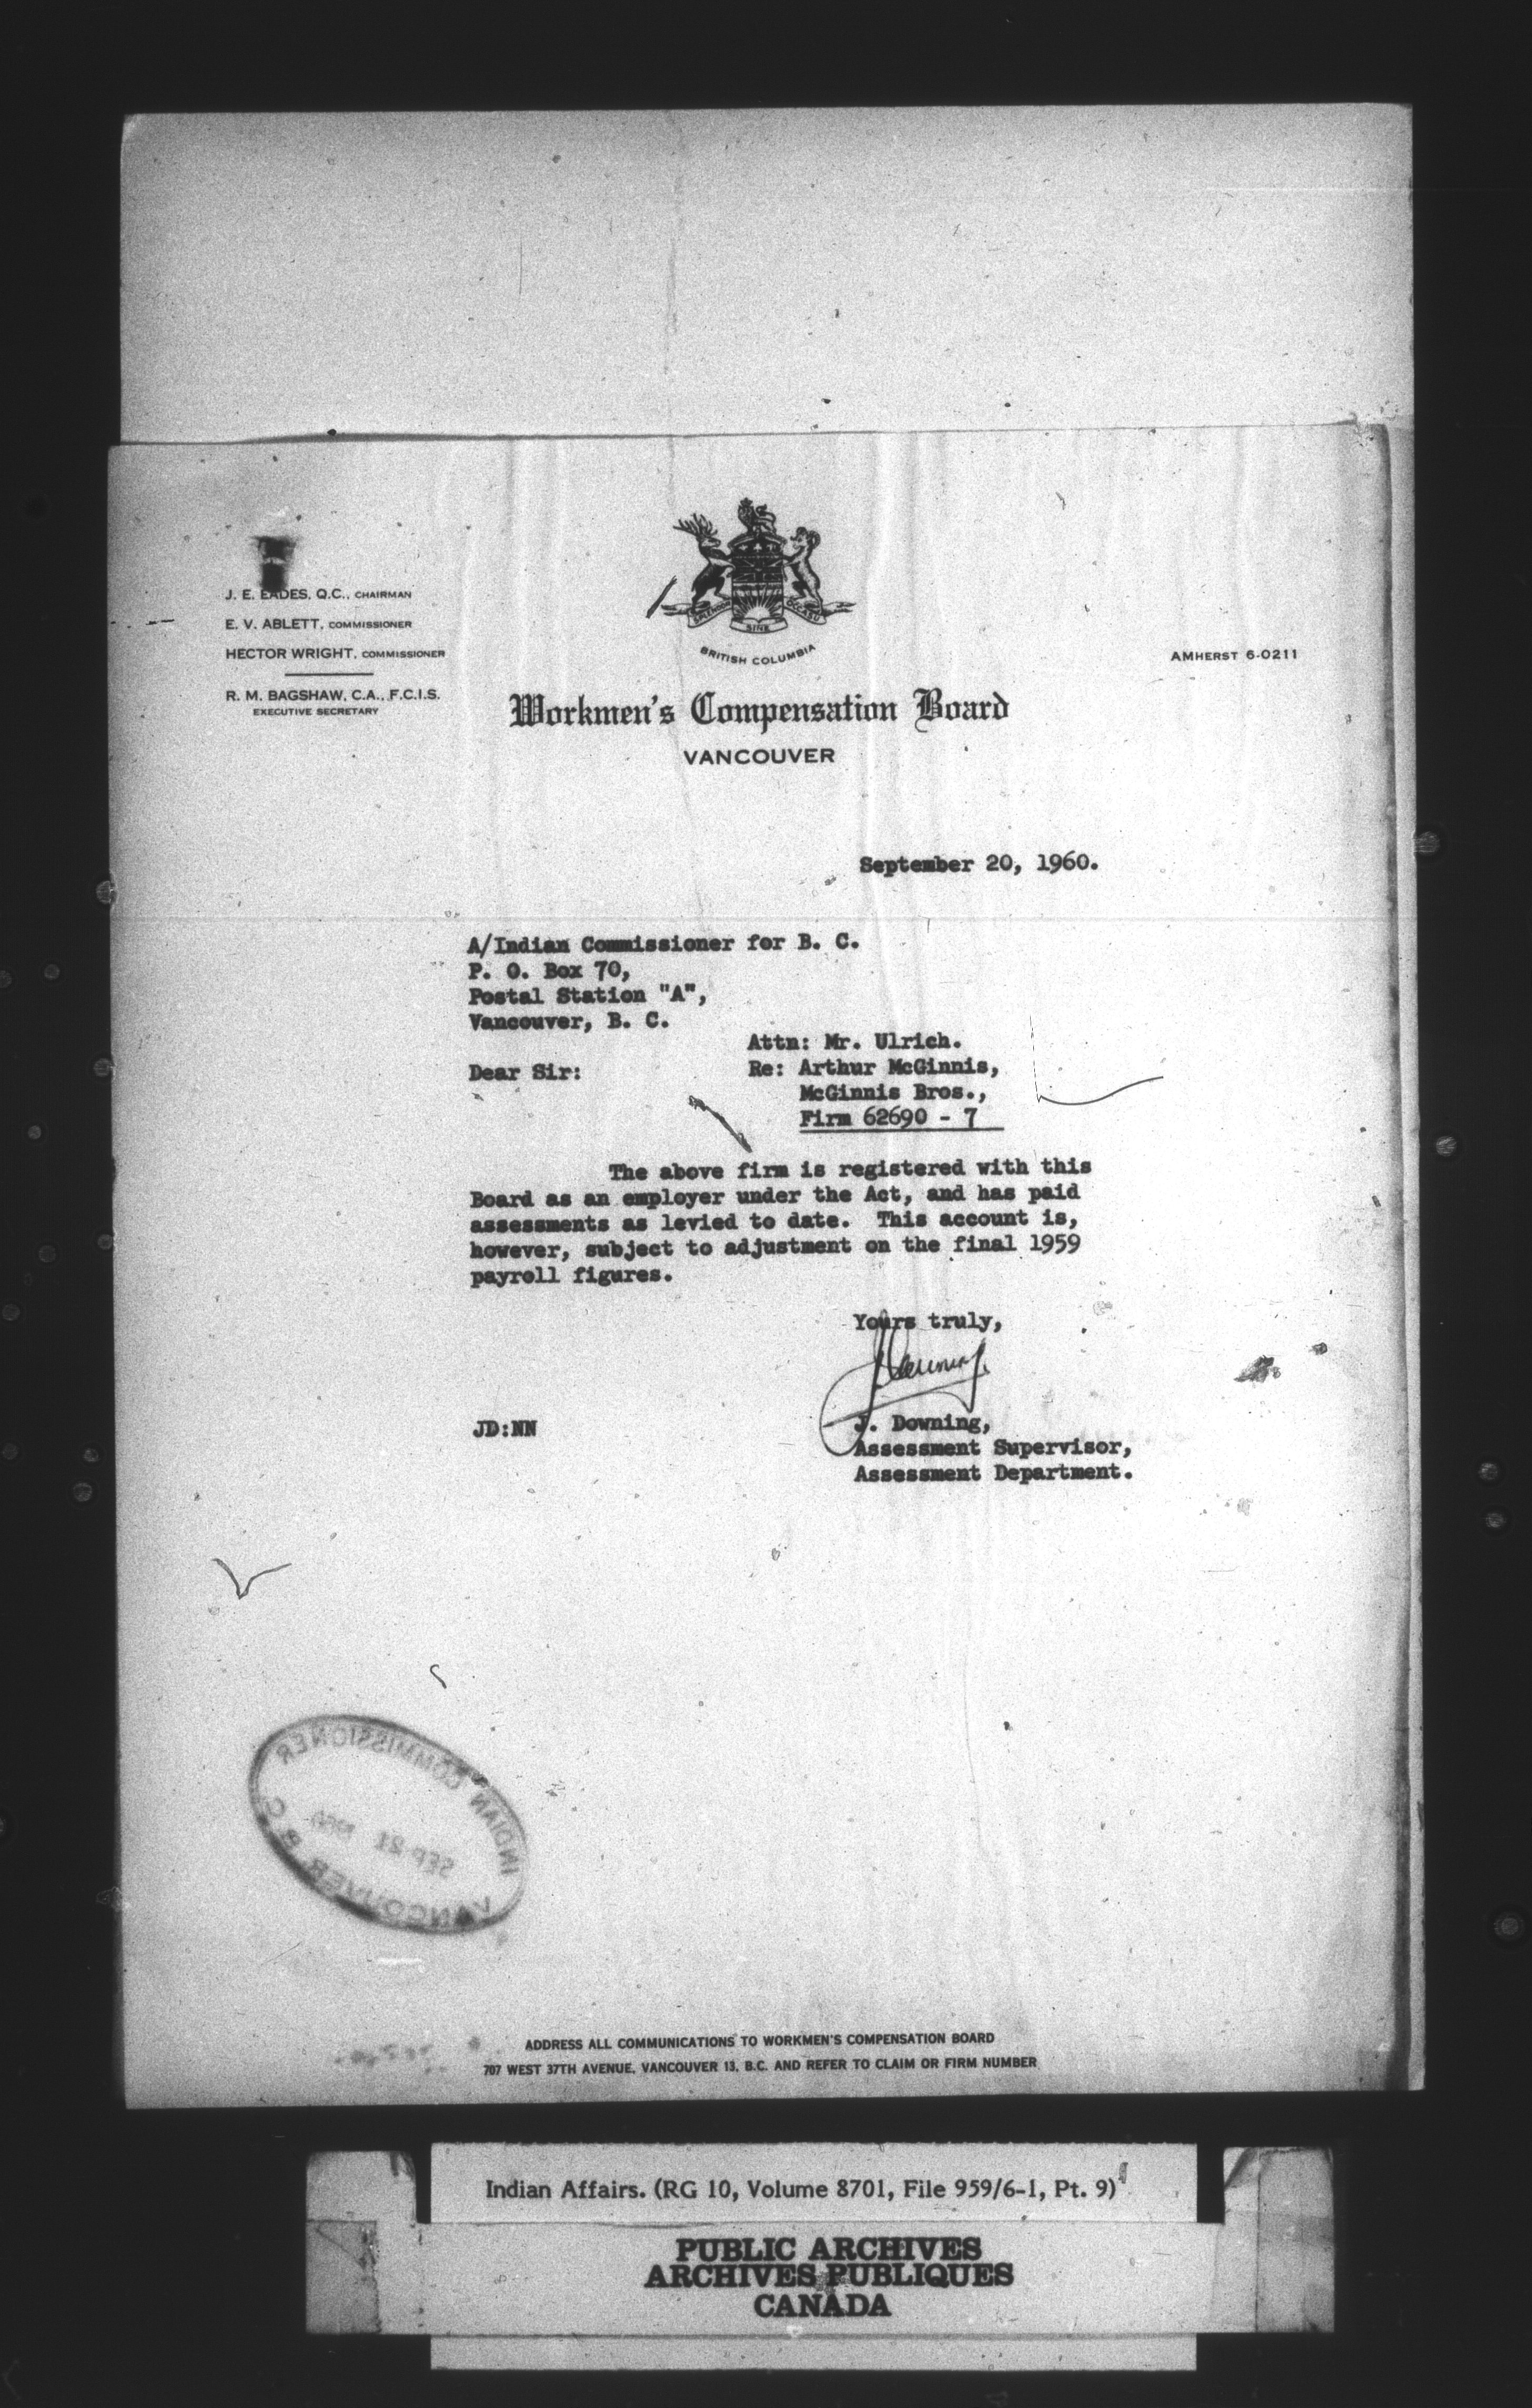 J. E. EADES, Q.C., CHAIRMAN
E. V. ABLETT, COMMISSIONER
HECTOR WRIGHT, COMMISSIONER
R. M. BAGSHAW, C.A., F.C.I.S.
EXECUTIVE SECRETARY
SPLENDOR SINE OCCASU
BRITISH COLUMBIA
AMHERST 6-0211
Workmen's Compensation Board
VANCOUVER
September 20, 1960.
A/Indian Commissioner for B. C.
P. O. Box 70,
Postal Station "A",
Vancouver, B. C.
Attn: Mr. Ulrich.
Dear Sir:
Re: Arthur McGinnis,
McGinnis Bros.,
Firm 62690 - 7
The above firm is registered with this
Board as an employer under the Act, and has paid
assessments as levied to date. This account is,
however, subject to adjustment on the final 1959
payroll figures.
Yours truly,
JD:NN
J. Downing,
Assessment Supervisor,
Assessment Department.
INDIAN COMMISSIONER
SEP 21 1960
VANCOUVER B.C.
ADDRESS ALL COMMUNICATIONS TO WORKMEN'S COMPENSATION BOARD
707 WEST 37TH AVENUE, VANCOUVER 13, B.C. AND REFER TO CLAIM OR FIRM NUMBER
Indian Affairs. (RG 10, Volume 8701, File 959/6-1, Pt. 9)
PUBLIC ARCHIVES
ARCHIVES PUBLIQUES
CANADA